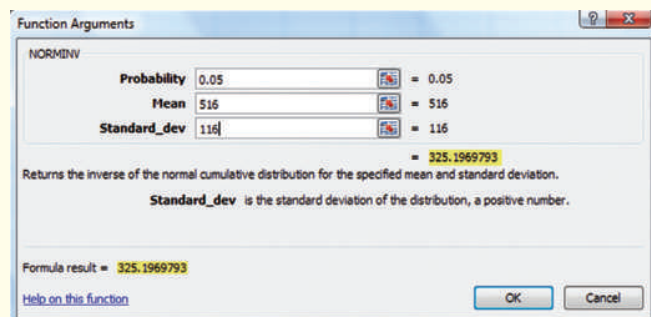 Function Arguments
NORMINV
Probability 0.05 = 0.05
Mean 516 = 516
Standard_dev 116 = 116
= 325.1969793
Returns the inverse of the normal cumulative distribution for the specified mean and standard deviation.
Standard_dev is the standard deviation of the distribution, a positive number.
Formula result = 325.1969793
Help on this function OK Cancel